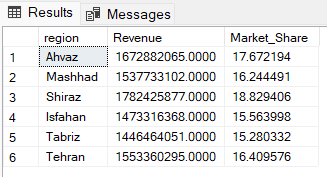 Results Messages
region Revenue Market_Share
1 Ahvaz 1672882065.0000 17.672194
2 Mashhad 1537733102.0000 16.244491
3 Shiraz 1782425877.0000 18.829406
4 Isfahan 1473316368.0000 15.563998
5 Tabriz 1446464051.0000 15.280332
6 Tehran 1553360295.0000 16.409576